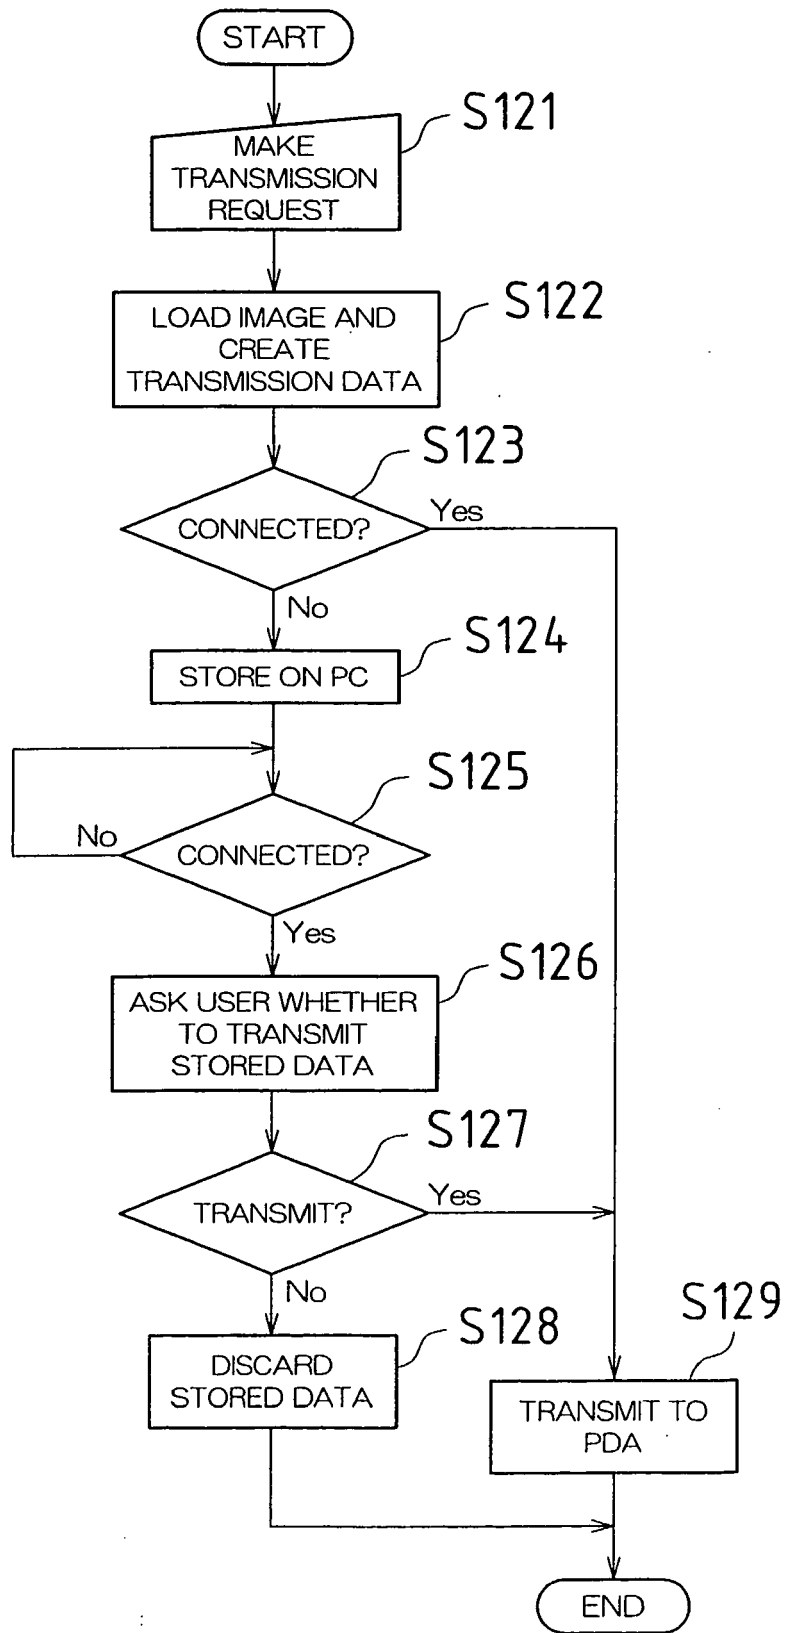 START
S121
MAKE
TRANSMISSION
REQUEST
S122
LOAD IMAGE AND
CREATE
TRANSMISSION DATA
S123
CONNECTED?
Yes
No
S124
STORE ON PC
S125
No
CONNECTED?
Yes
S126
ASK USER WHETHER
TO TRANSMIT
STORED DATA
S127
TRANSMIT?
Yes
No
S128
DISCARD
STORED DATA
S129
TRANSMIT TO
PDA
END